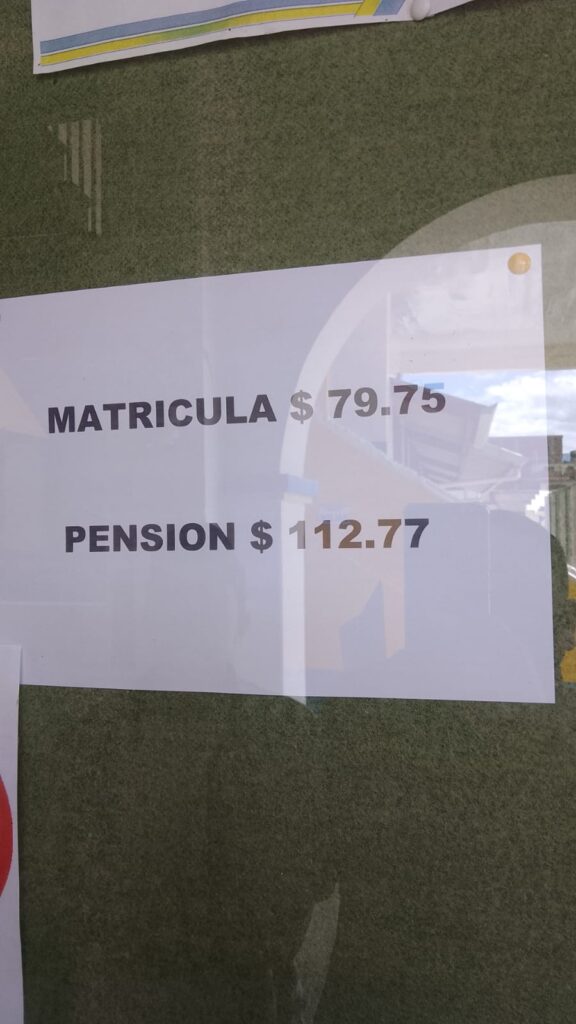 MATRICULA $ 79.75
PENSION $ 112.77